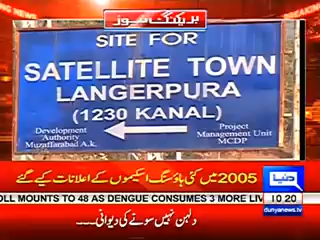 بریکنگ نیوز
SITE FOR
SATELLITE TOWN
LANGERPURA
(1230 KANAL)
Development
Authority
Muzaffarabad A.k.
Project
Management Unit
MCDP
2005 میں کئی ہاؤسنگ اسکیموں کے اعلانات کیے گئے
دنیا
OLL MOUNTS TO 48 AS DENGUE CONSUMES 3 MORE LIV
10 20
دلہن نہیں سونے کی دیوانی ...
dunyanews.tv